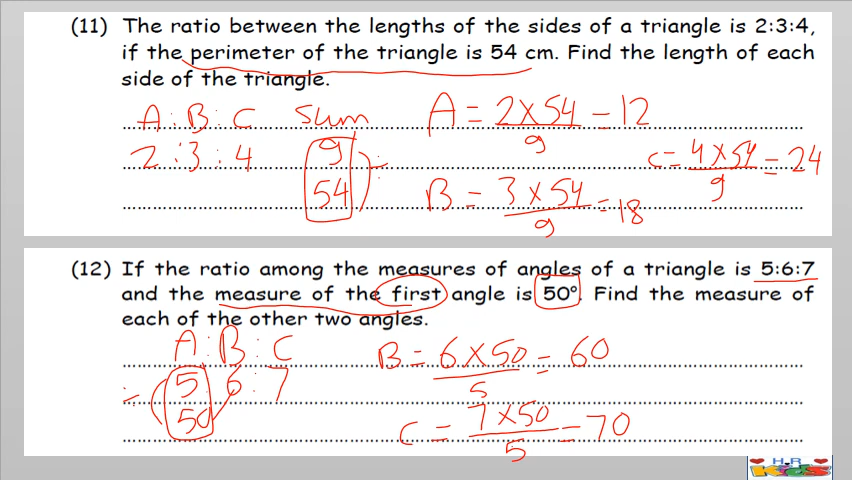 (11) The ratio between the lengths of the sides of a triangle is 2:3:4,
if the perimeter of the triangle is 54 cm. Find the length of each
side of the triangle.
A : B : C Sum
2 : 3 : 4 9
54
A = 2 × 54 / 9 = 12
B = 3 × 54 / 9 = 18
C = 4 × 54 / 9 = 24
(12) If the ratio among the measures of angles of a triangle is 5:6:7
and the measure of the first angle is 50°. Find the measure of
each of the other two angles.
A : B : C
5 : 6 : 7
50
B = 6 × 50 / 5 = 60
C = 7 × 50 / 5 = 70
H.R
KiDS